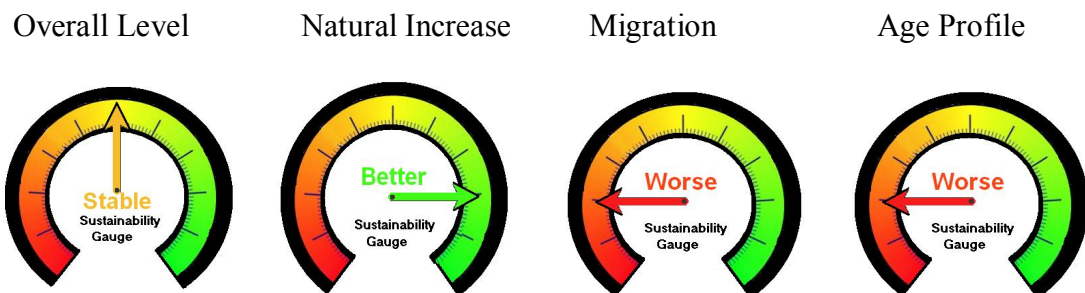 Overall Level
Natural Increase
Migration
Age Profile
Stable
Sustainability
Gauge
Better
Sustainability
Gauge
Worse
Sustainability
Gauge
Worse
Sustainability
Gauge